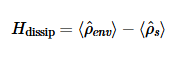 H_dissip = ⟨ρ̂_env⟩ − ⟨ρ̂_s⟩